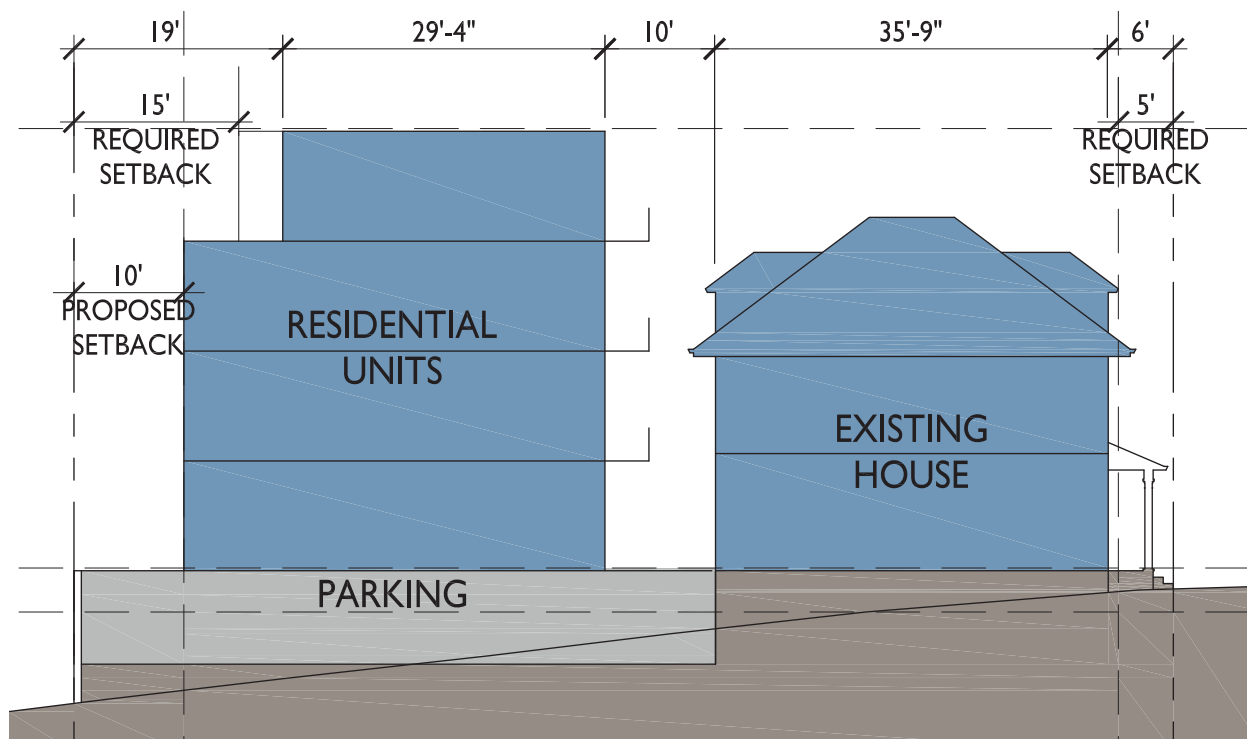 19'
29'-4"
10'
35'-9"
6'
15'
REQUIRED
SETBACK
5'
REQUIRED
SETBACK
10'
PROPOSED
SETBACK
RESIDENTIAL
UNITS
EXISTING
HOUSE
PARKING